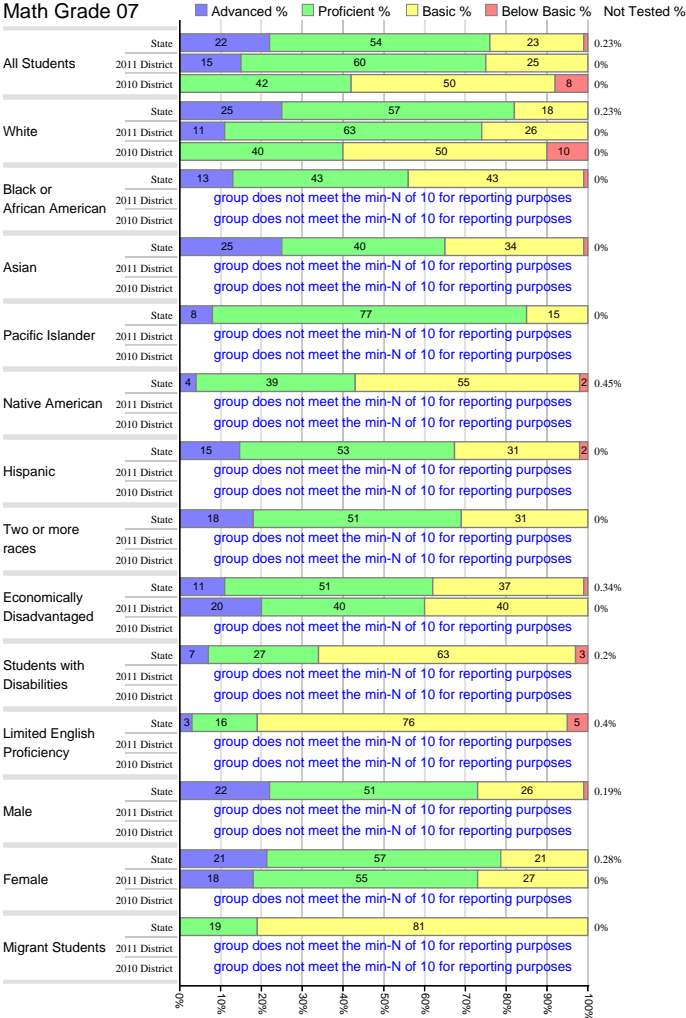 Math Grade 07
Advanced % Proficient % Basic % Below Basic % Not Tested %
All Students
State 22 54 23 0.23%
2011 District 15 60 25 0%
2010 District 42 50 8 0%
White
State 25 57 18 0.23%
2011 District 11 63 26 0%
2010 District 40 50 10 0%
Black or
African American
State 13 43 43 0%
2011 District group does not meet the min-N of 10 for reporting purposes
2010 District group does not meet the min-N of 10 for reporting purposes
Asian
State 25 40 34 0%
2011 District group does not meet the min-N of 10 for reporting purposes
2010 District group does not meet the min-N of 10 for reporting purposes
Pacific Islander
State 8 77 15 0%
2011 District group does not meet the min-N of 10 for reporting purposes
2010 District group does not meet the min-N of 10 for reporting purposes
Native American
State 4 39 55 2 0.45%
2011 District group does not meet the min-N of 10 for reporting purposes
2010 District group does not meet the min-N of 10 for reporting purposes
Hispanic
State 15 53 31 2 0%
2011 District group does not meet the min-N of 10 for reporting purposes
2010 District group does not meet the min-N of 10 for reporting purposes
Two or more
races
State 18 51 31 0%
2011 District group does not meet the min-N of 10 for reporting purposes
2010 District group does not meet the min-N of 10 for reporting purposes
Economically
Disadvantaged
State 11 51 37 0.34%
2011 District 20 40 40 0%
2010 District group does not meet the min-N of 10 for reporting purposes
Students with
Disabilities
State 7 27 63 3 0.2%
2011 District group does not meet the min-N of 10 for reporting purposes
2010 District group does not meet the min-N of 10 for reporting purposes
Limited English
Proficiency
State 3 16 76 5 0.4%
2011 District group does not meet the min-N of 10 for reporting purposes
2010 District group does not meet the min-N of 10 for reporting purposes
Male
State 22 51 26 0.19%
2011 District group does not meet the min-N of 10 for reporting purposes
2010 District group does not meet the min-N of 10 for reporting purposes
Female
State 21 57 21 0.28%
2011 District 18 55 27 0%
2010 District group does not meet the min-N of 10 for reporting purposes
Migrant Students
State 19 81 0%
2011 District group does not meet the min-N of 10 for reporting purposes
2010 District group does not meet the min-N of 10 for reporting purposes
0% 10% 20% 30% 40% 50% 60% 70% 80% 90% 100%